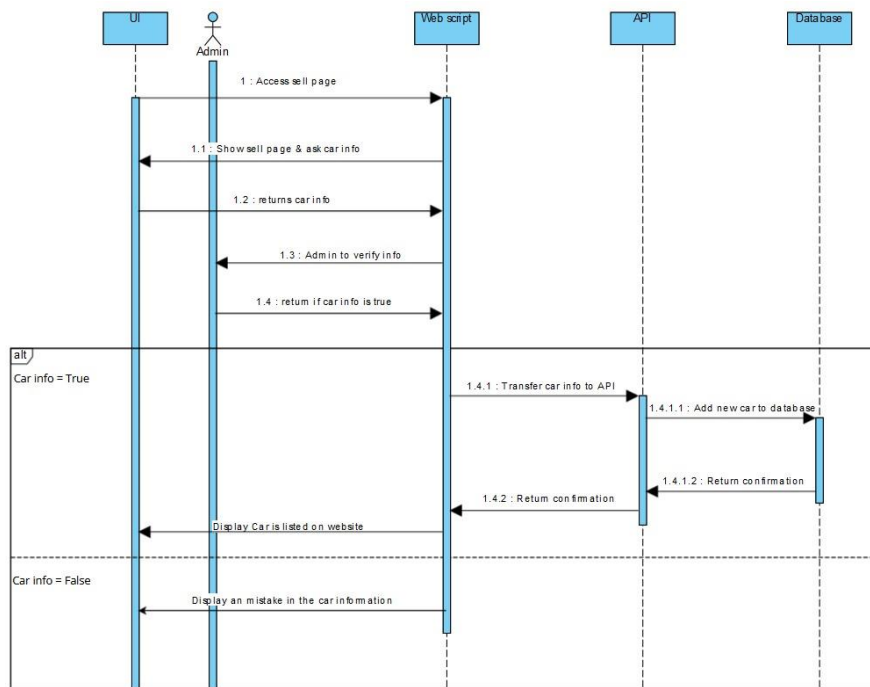 UI
Admin
Web script
API
Database
1 : Access sell page
1.1 : Show sell page & ask car info
1.2 : returns car info
1.3 : Admin to verify info
1.4 : return if car info is true
alt
Car info = True
1.4.1 : Transfer car info to API
1.4.1.1 : Add new car to database
1.4.1.2 : Return confirmation
1.4.2 : Return confirmation
Display Car is listed on website
Car info = False
Display an mistake in the car information